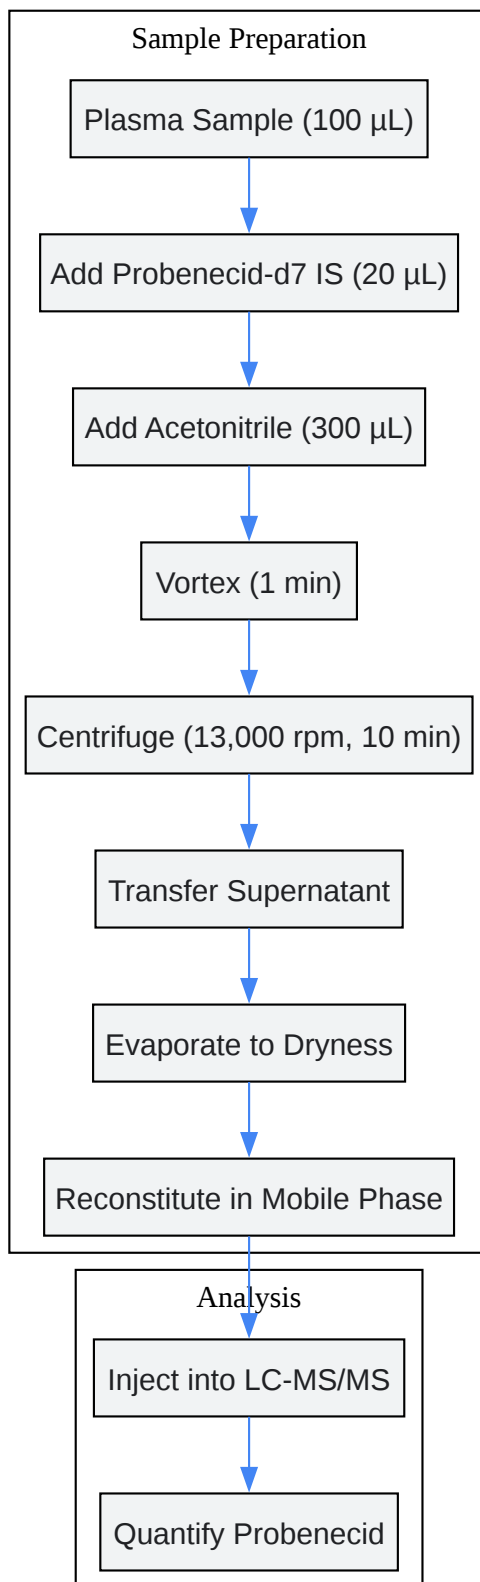 Sample Preparation
Plasma Sample (100 µL)
Add Probenecid-d7 IS (20 µL)
Add Acetonitrile (300 µL)
Vortex (1 min)
Centrifuge (13,000 rpm, 10 min)
Transfer Supernatant
Evaporate to Dryness
Reconstitute in Mobile Phase
Analysis
Inject into LC-MS/MS
Quantify Probenecid